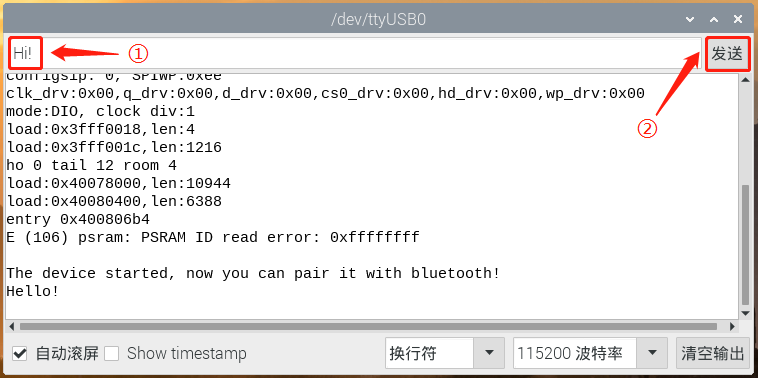 /dev/ttyUSB0
Hi!
①
②
发送
configsip: 0, SPIWP:0xee
clk_drv:0x00,q_drv:0x00,d_drv:0x00,cs0_drv:0x00,hd_drv:0x00,wp_drv:0x00
mode:DIO, clock div:1
load:0x3fff0018,len:4
load:0x3fff001c,len:1216
ho 0 tail 12 room 4
load:0x40078000,len:10944
load:0x40080400,len:6388
entry 0x400806b4
E (106) psram: PSRAM ID read error: 0xffffffff
The device started, now you can pair it with bluetooth!
Hello!
自动滚屏 Show timestamp 换行符 115200 波特率 清空输出